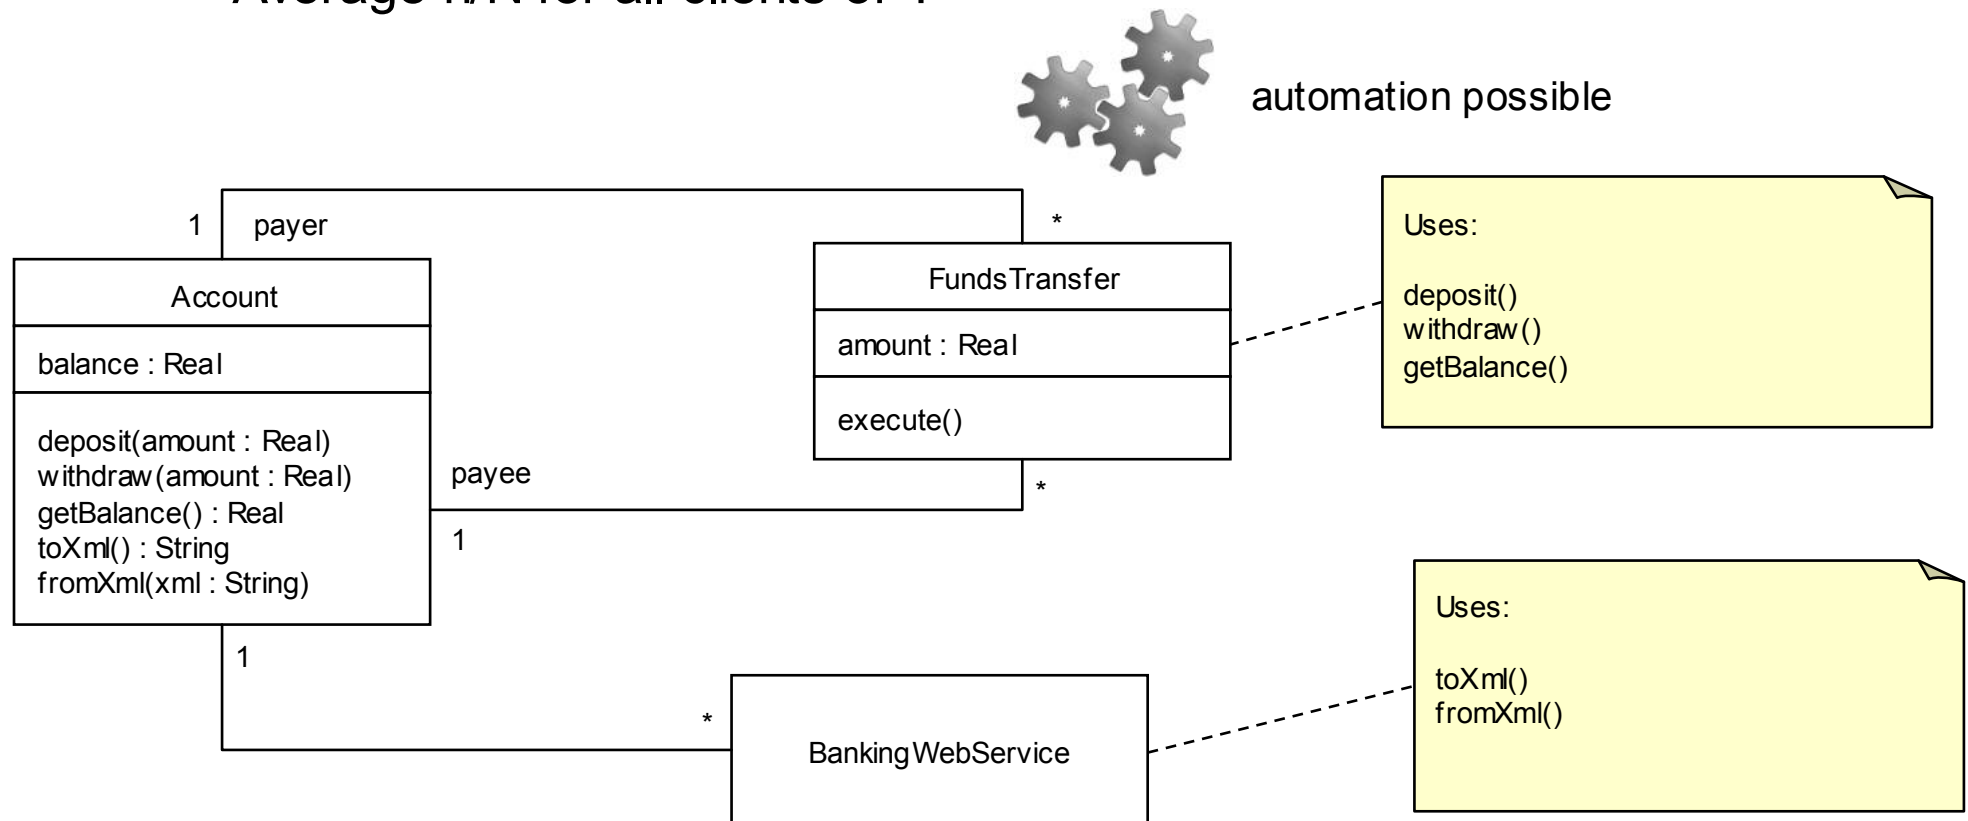 automation possible
1 payer *
Account
balance : Real
deposit(amount : Real)
withdraw(amount : Real)
getBalance() : Real
toXml() : String
fromXml(xml : String)
FundsTransfer
amount : Real
execute()
Uses:
deposit()
withdraw()
getBalance()
payee
*
1
1
*
BankingWebService
Uses:
toXml()
fromXml()